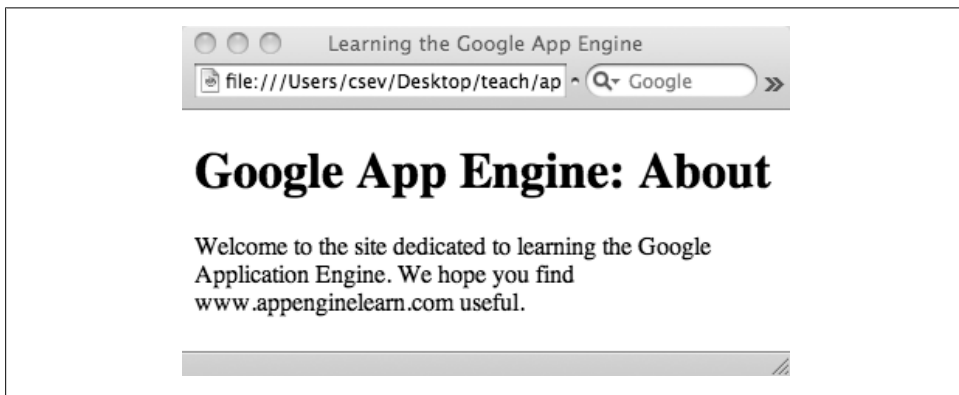 Learning the Google App Engine
file:///Users/csev/Desktop/teach/ap
Google
Google App Engine: About
Welcome to the site dedicated to learning the Google
Application Engine. We hope you find
www.appenginelearn.com useful.